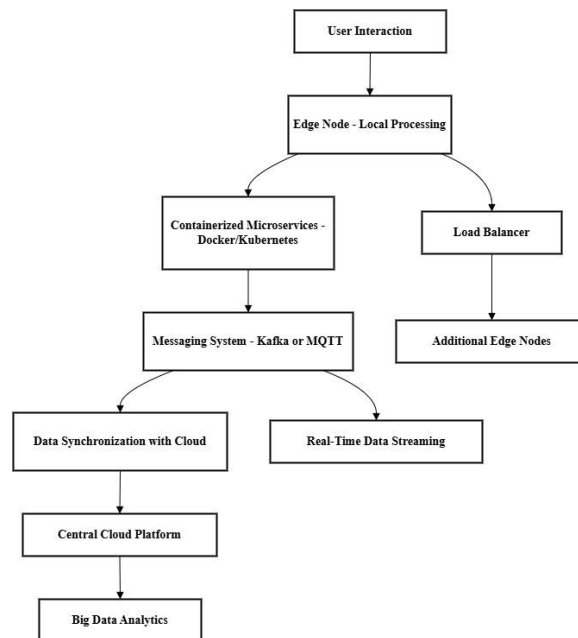 User Interaction
Edge Node - Local Processing
Containerized Microservices -
Docker/Kubernetes
Load Balancer
Messaging System - Kafka or MQTT
Additional Edge Nodes
Data Synchronization with Cloud
Real-Time Data Streaming
Central Cloud Platform
Big Data Analytics